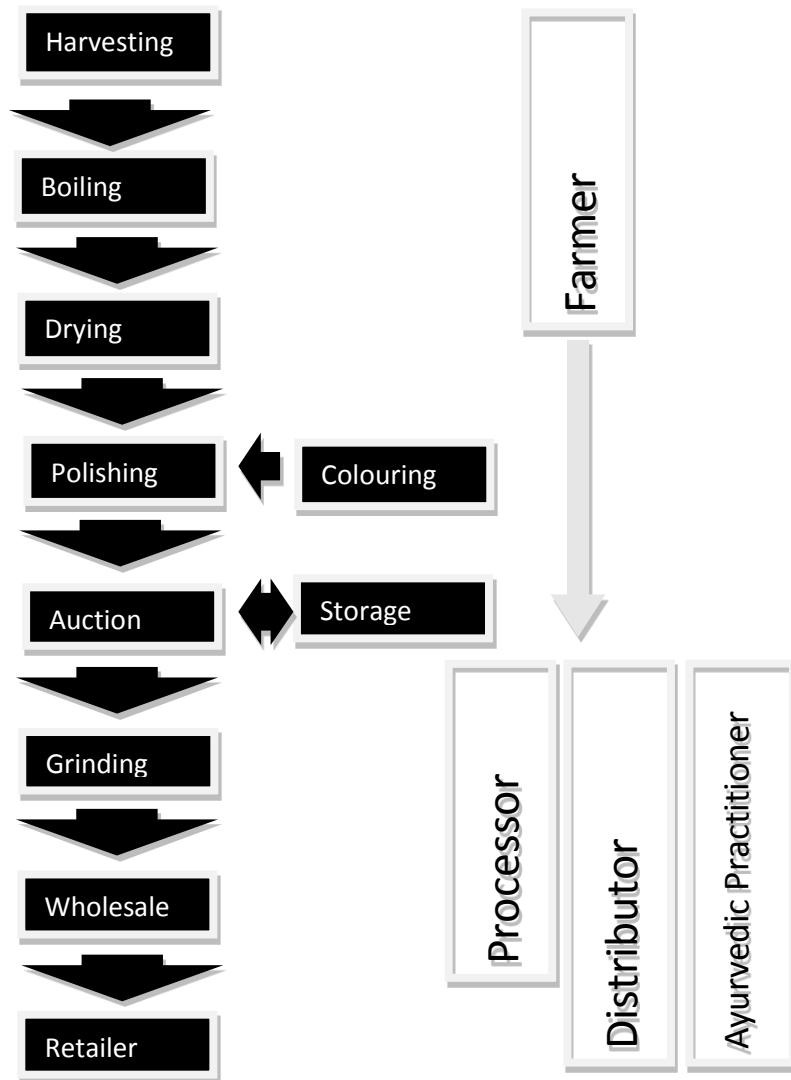 Harvesting
Boiling
Drying
Polishing
Colouring
Auction
Storage
Grinding
Wholesale
Retailer
Farmer
Processor
Distributor
Ayurvedic Practitioner